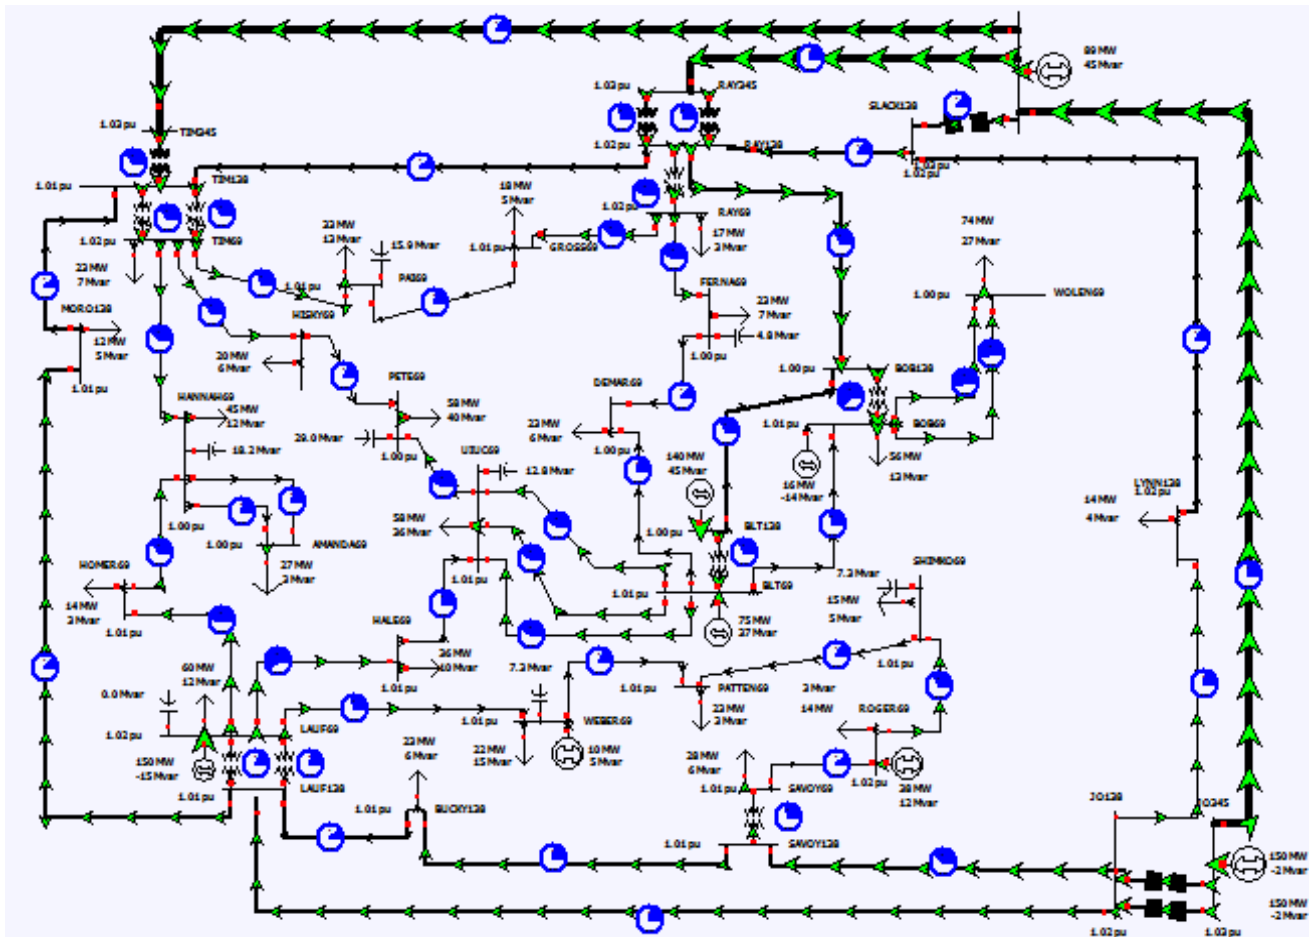 89 MW
45 Mvar
1.03 pu
RAY345
SLACK138
1.03 pu
TIM345
1.02 pu
RAY138
1.02 pu
1.01 pu
TIM138
18 MW
5 Mvar
1.02 pu
RAY69
74 MW
27 Mvar
1.02 pu
TIM69
33 MW
13 Mvar
15.9 Mvar
1.01 pu
GROSS69
17 MW
3 Mvar
23 MW
7 Mvar
1.01 pu
PAI69
FERNA69
1.00 pu
WOLEN69
MORO138
HISKY69
23 MW
7 Mvar
12 MW
5 Mvar
20 MW
6 Mvar
4.8 Mvar
1.00 pu
1.01 pu
PETE69
DEMAR69
1.00 pu
BOB138
HANNAH69
45 MW
12 Mvar
58 MW
40 Mvar
23 MW
6 Mvar
1.01 pu
BOB69
18.2 Mvar
29.0 Mvar
1.00 pu
UIUC69
1.00 pu
140 MW
45 Mvar
56 MW
13 Mvar
12.8 Mvar
16 MW
-14 Mvar
LYNN138
1.02 pu
14 MW
4 Mvar
1.00 pu
58 MW
36 Mvar
1.00 pu
BLT138
1.00 pu
AMANDA69
SHIMKO69
HOMER69
27 MW
3 Mvar
1.01 pu
1.01 pu
BLT69
7.3 Mvar
14 MW
3 Mvar
1.01 pu
HALE69
75 MW
37 Mvar
15 MW
5 Mvar
36 MW
10 Mvar
1.01 pu
60 MW
12 Mvar
7.3 Mvar
0.0 Mvar
1.01 pu
PATTEN69
3 Mvar
14 MW
23 MW
3 Mvar
ROGER69
1.02 pu
LAUF69
1.01 pu
WEBER69
150 MW
-15 Mvar
23 MW
6 Mvar
22 MW
15 Mvar
10 MW
5 Mvar
28 MW
6 Mvar
1.02 pu
38 MW
12 Mvar
1.01 pu
LAUF138
1.01 pu
BUCKY138
1.01 pu
SAVOY69
JO138
JO345
1.01 pu
SAVOY138
150 MW
-2 Mvar
150 MW
-2 Mvar
1.02 pu
1.03 pu